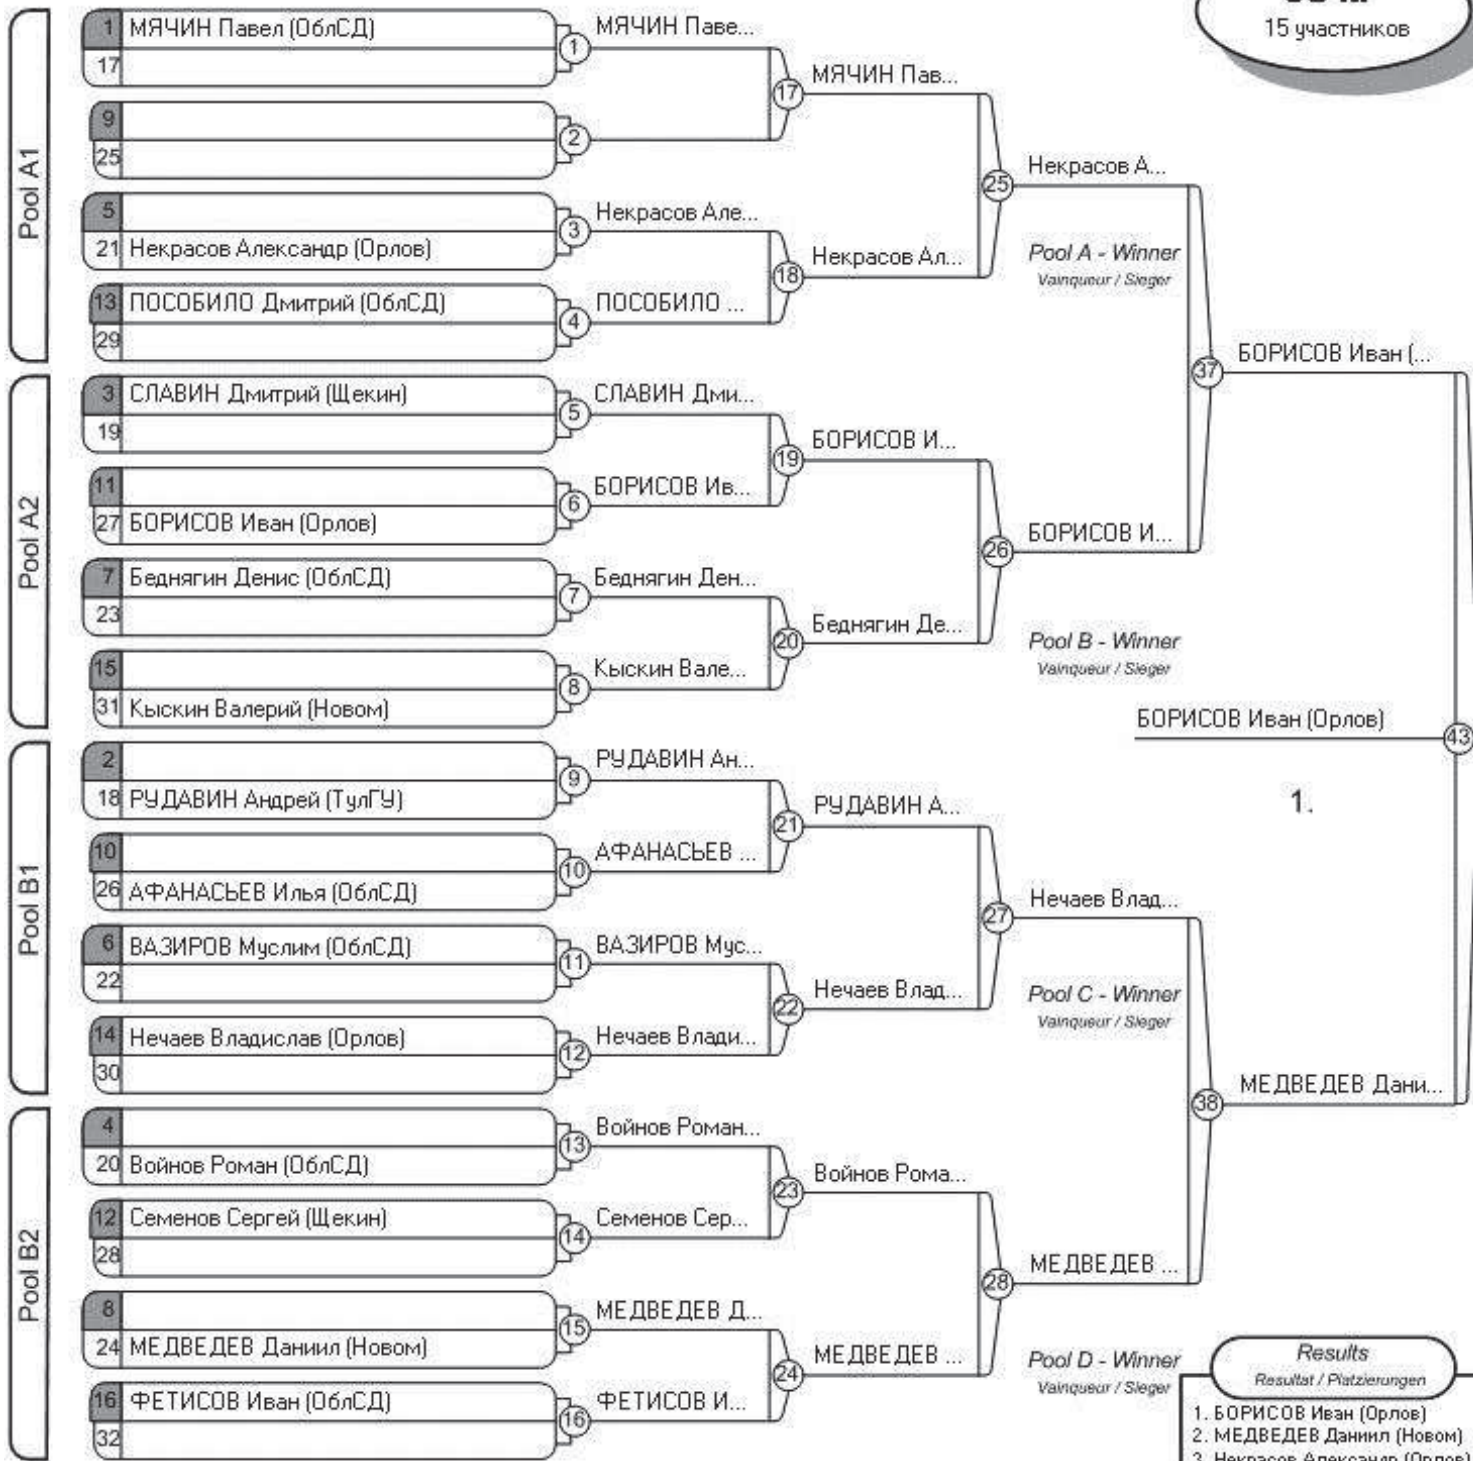 15 участников
Pool A1
1 МЯЧИН Павел (ОблСД)
17
1
МЯЧИН Паве...
9
25
2
17
МЯЧИН Пав...
5
21 Некрасов Александр (Орлов)
3
Некрасов Але...
13 ПОСОБИЛО Дмитрий (ОблСД)
29
4
ПОСОБИЛО ...
18
Некрасов Ал...
25
Некрасов А...
Pool A - Winner
Vainqueur / Sieger
Pool A2
3 СЛАВИН Дмитрий (Щекин)
19
5
СЛАВИН Дми...
11
27 БОРИСОВ Иван (Орлов)
6
БОРИСОВ Ив...
19
БОРИСОВ И...
7 Беднягин Денис (ОблСД)
23
7
Беднягин Ден...
15
31 Кыскин Валерий (Новом)
8
Кыскин Вале...
20
Беднягин Де...
26
БОРИСОВ И...
Pool B - Winner
Vainqueur / Sieger
37
БОРИСОВ Иван (...
БОРИСОВ Иван (Орлов)
43
1.
Pool B1
2
18 РУДАВИН Андрей (ТулГУ)
9
РУДАВИН Ан...
10
26 АФАНАСЬЕВ Илья (ОблСД)
10
АФАНАСЬЕВ ...
21
РУДАВИН А...
6 ВАЗИРОВ Муслим (ОблСД)
22
11
ВАЗИРОВ Мус...
14 Нечаев Владислав (Орлов)
30
12
Нечаев Влади...
22
Нечаев Влад...
27
Нечаев Влад...
Pool C - Winner
Vainqueur / Sieger
Pool B2
4
20 Войнов Роман (ОблСД)
13
Войнов Роман...
12 Семенов Сергей (Щекин)
28
14
Семенов Сер...
23
Войнов Рома...
8
24 МЕДВЕДЕВ Даниил (Новом)
15
МЕДВЕДЕВ Д...
16 ФЕТИСОВ Иван (ОблСД)
32
16
ФЕТИСОВ И...
24
МЕДВЕДЕВ ...
28
МЕДВЕДЕВ ...
38
МЕДВЕДЕВ Дани...
Pool D - Winner
Vainqueur / Sieger
Results
Resultat / Platzierungen
1. БОРИСОВ Иван (Орлов)
2. МЕДВЕДЕВ Даниил (Новом)
3. Некрасов Александр (Орлов)